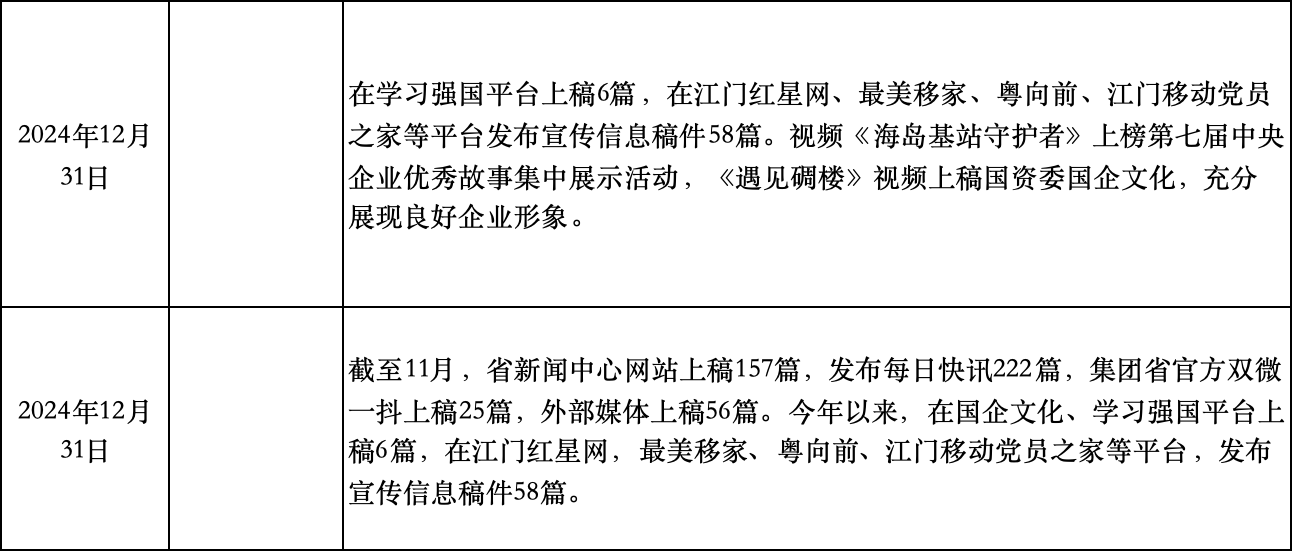 2024年12月
31日
在学习强国平台上稿6篇，在江门红星网、最美移家、粤向前、江门移动党员
之家等平台发布宣传信息稿件58篇。视频《海岛基站守护者》上榜第七届中央
企业优秀故事集中展示活动，《遇见碉楼》视频上稿国资委国企文化，充分
展现良好企业形象。
2024年12月
31日
截至11月，省新闻中心网站上稿157篇，发布每日快讯222篇，集团省官方双微
一抖上稿25篇，外部媒体上稿56篇。今年以来，在国企文化、学习强国平台上
稿6篇，在江门红星网，最美移家、粤向前、江门移动党员之家等平台，发布
宣传信息稿件58篇。